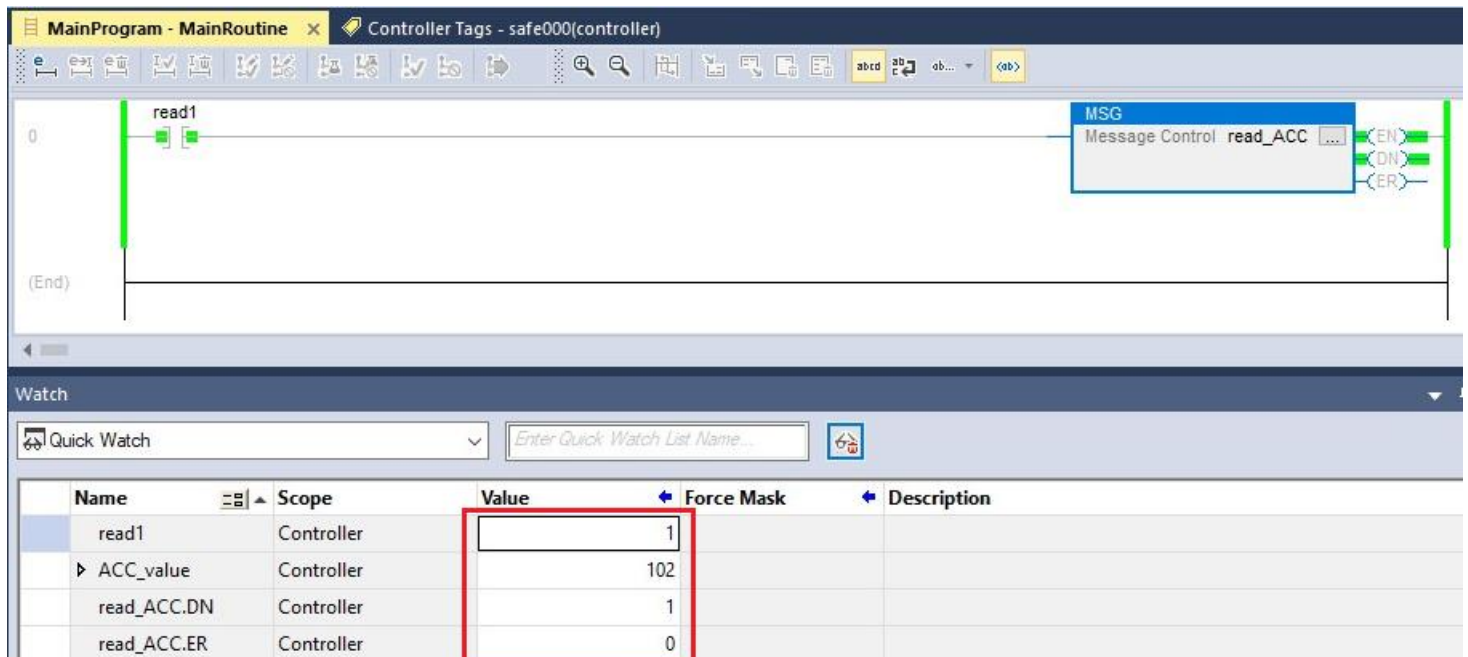 MainProgram - MainRoutine × Controller Tags - safe000(controller)
abcd ab... <ab>
read1
0
MSG
Message Control read_ACC ...
EN
DN
ER
(End)
Watch
Quick Watch Enter Quick Watch List Name...
Name Scope Value Force Mask Description
read1 Controller 1
ACC_value Controller 102
read_ACC.DN Controller 1
read_ACC.ER Controller 0